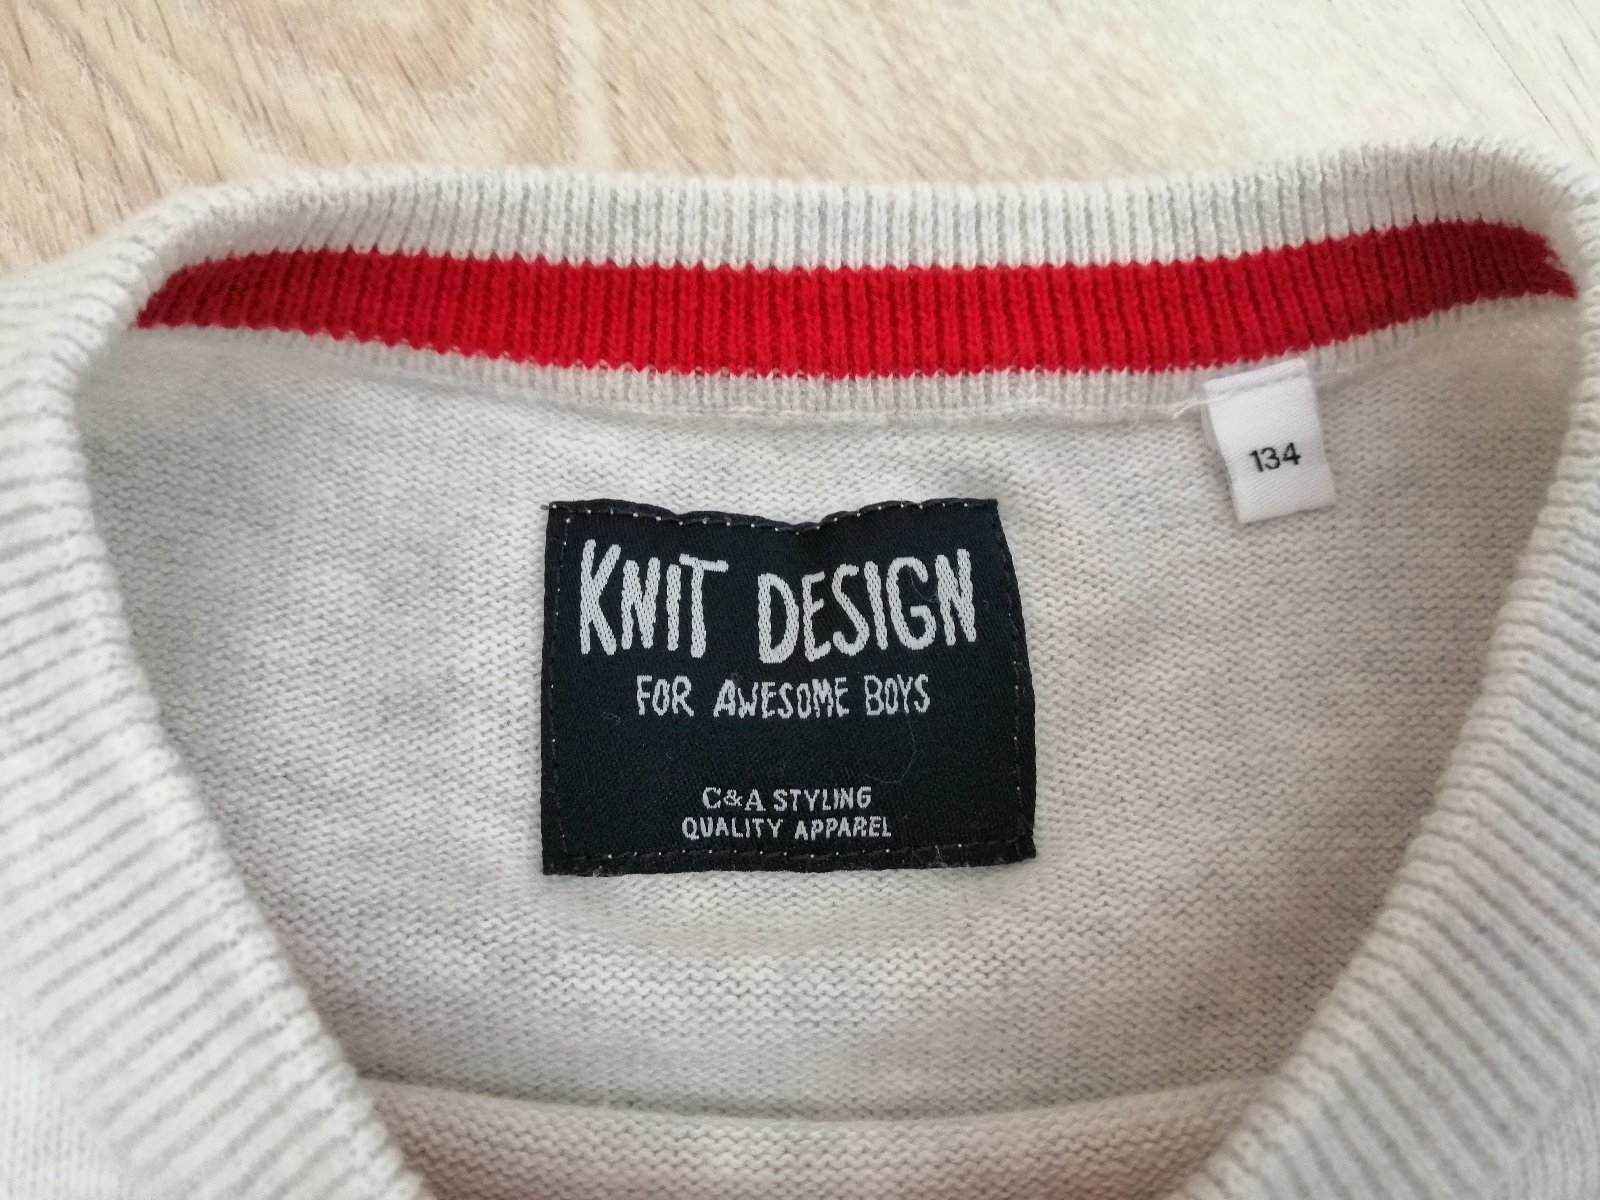 134
KNIT DESIGN
FOR AWESOME BOYS
C&A STYLING
QUALITY APPAREL